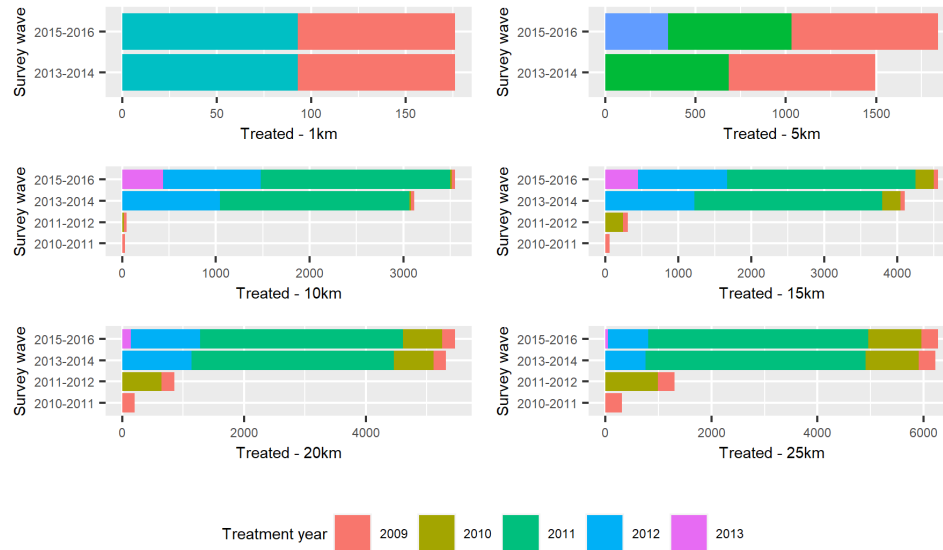 Survey wave
2015-2016
2013-2014
0 50 100 150
Treated - 1km
Survey wave
2015-2016
2013-2014
0 500 1000 1500
Treated - 5km
Survey wave
2015-2016
2013-2014
2011-2012
2010-2011
0 1000 2000 3000
Treated - 10km
Survey wave
2015-2016
2013-2014
2011-2012
2010-2011
0 1000 2000 3000 4000
Treated - 15km
Survey wave
2015-2016
2013-2014
2011-2012
2010-2011
0 2000 4000
Treated - 20km
Survey wave
2015-2016
2013-2014
2011-2012
2010-2011
0 2000 4000 6000
Treated - 25km
Treatment year 2009 2010 2011 2012 2013